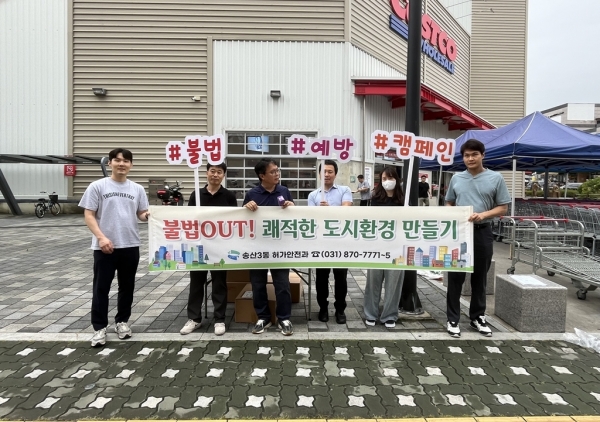 COSTCO
WHOLESALE
#불법
#예방
#캠페인
불법OUT! 쾌적한 도시환경 만들기
송산3동 허가안전과 ☎(031) 870-7771~5